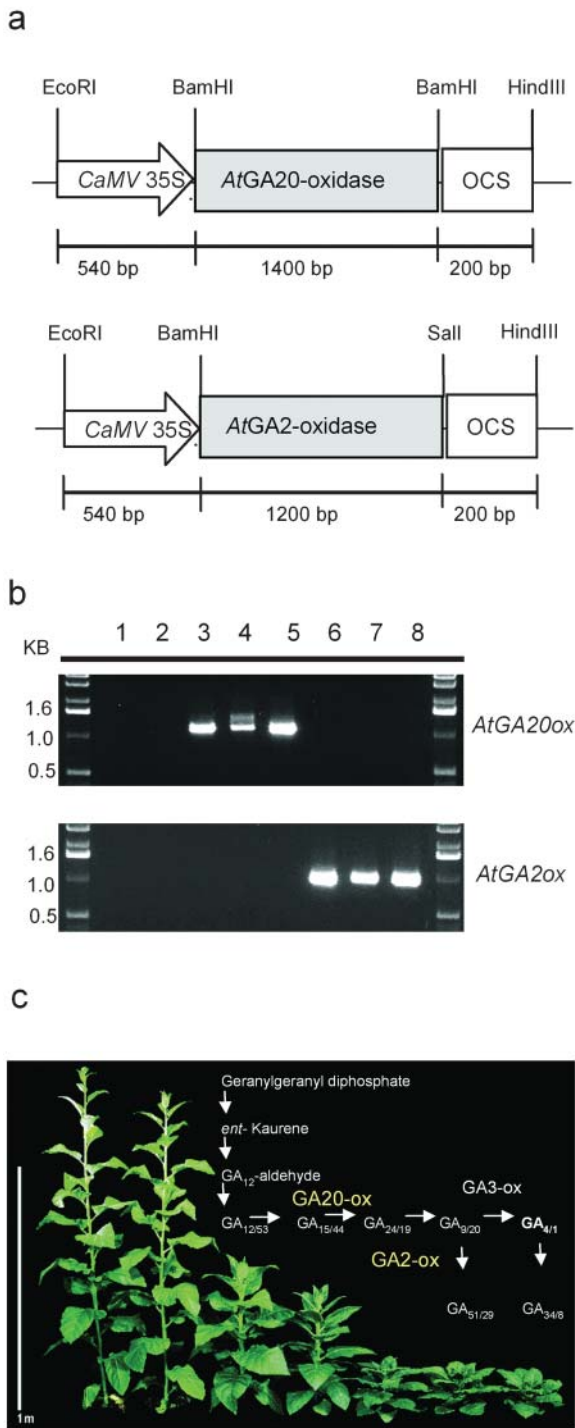 a
EcoRI BamHI BamHI HindIII
CaMV 35S AtGA20-oxidase OCS
540 bp 1400 bp 200 bp
EcoRI BamHI SalI HindIII
CaMV 35S AtGA2-oxidase OCS
540 bp 1200 bp 200 bp
b
1 2 3 4 5 6 7 8
KB
1.6
1.0
0.5
AtGA20ox
1.6
1.0
0.5
AtGA2ox
c
Geranylgeranyl diphosphate
ent- Kaurene
GA12-aldehyde
GA20-ox GA3-ox
GA12/53 GA15/44 GA24/19 GA9/20 GA4/1
GA2-ox
GA51/29 GA34/8
1m